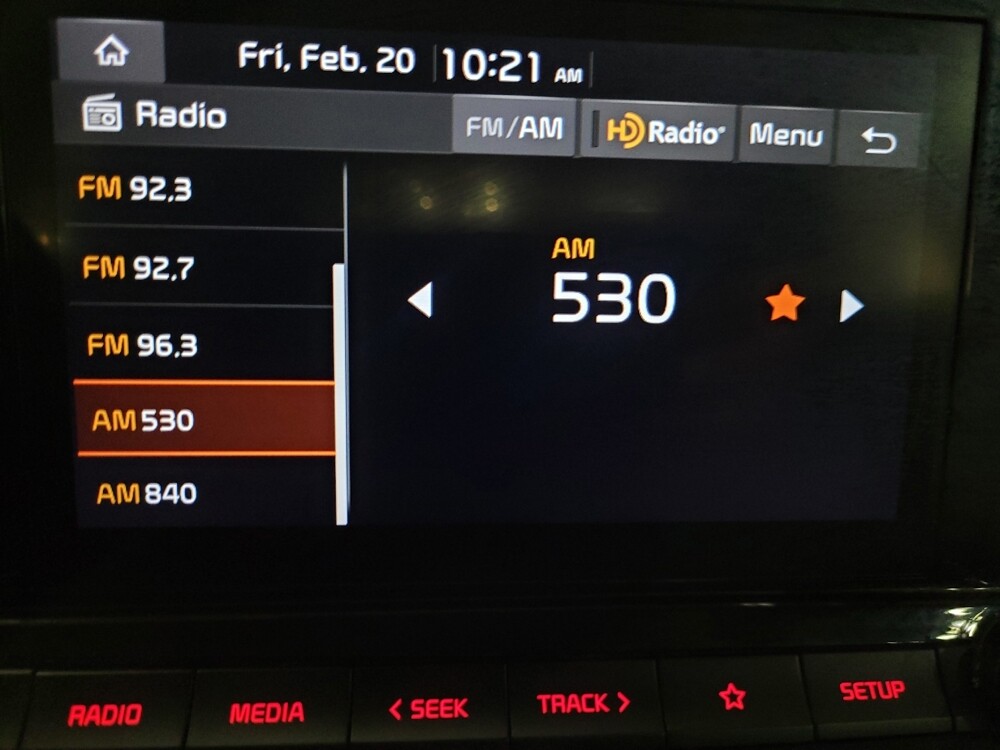 Fri, Feb. 20 10:21 AM
Radio FM/AM HD Radio® Menu
FM 92.3
FM 92.7
FM 96.3
AM 530
AM 840
AM
530
RADIO MEDIA < SEEK TRACK > SETUP